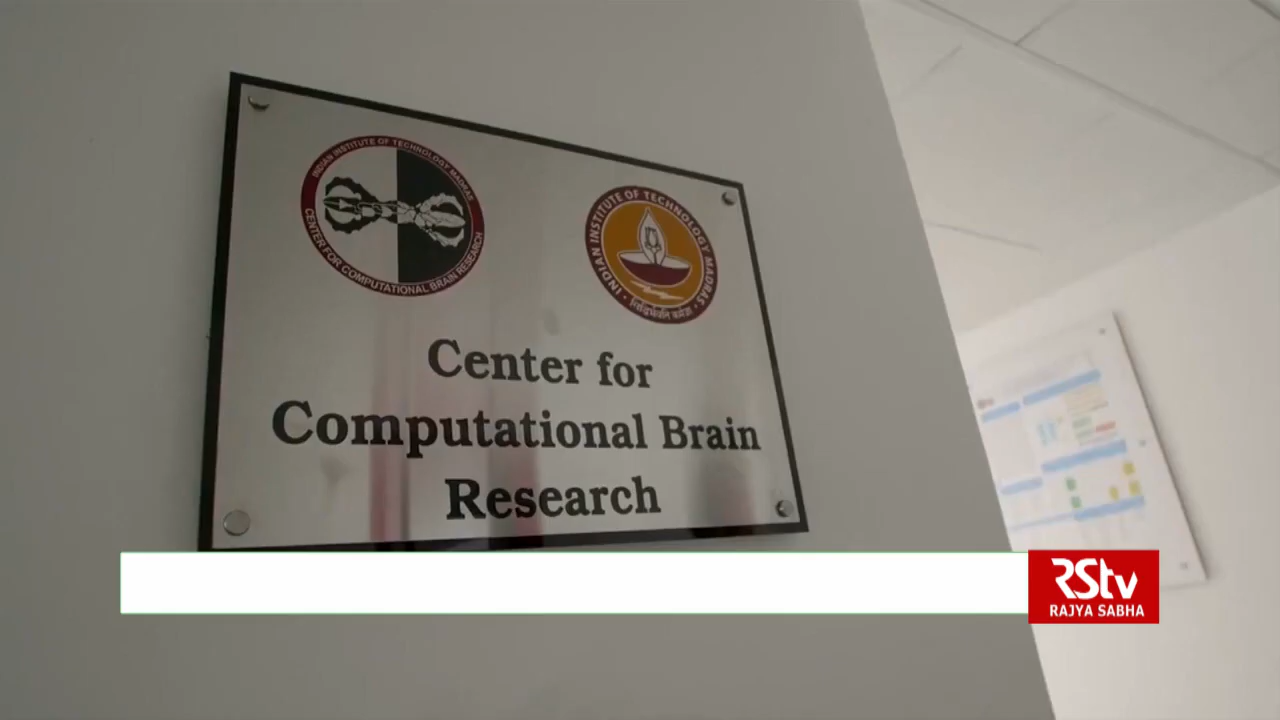 INDIAN INSTITUTE OF TECHNOLOGY MADRAS
CENTER FOR COMPUTATIONAL BRAIN RESEARCH
INDIAN INSTITUTE OF TECHNOLOGY MADRAS
Center for
Computational Brain
Research
RStv
RAJYA SABHA